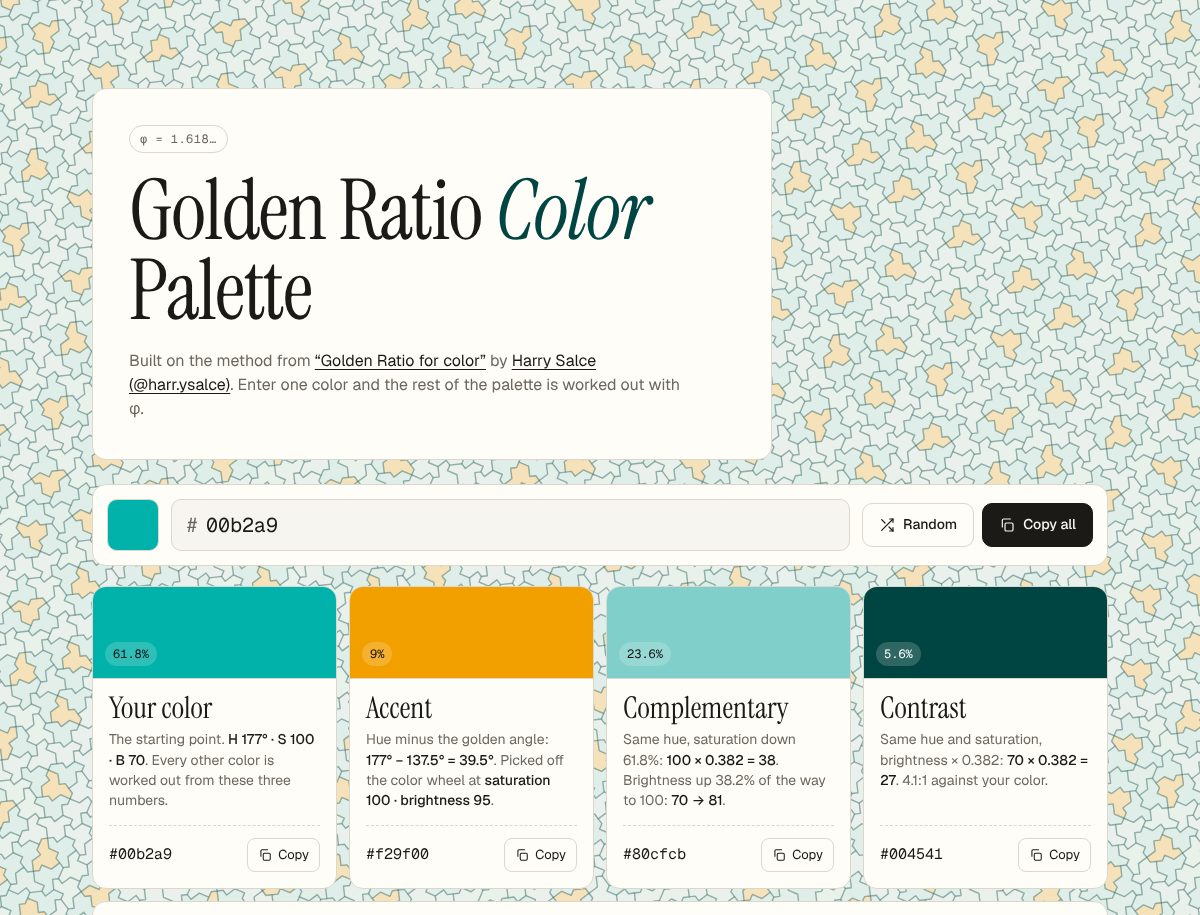 φ = 1.618…
Golden Ratio Color
Palette
Built on the method from “Golden Ratio for color” by Harry Salce
(@harr.ysalce). Enter one color and the rest of the palette is worked out with
φ.
# 00b2a9
Random
Copy all
61.8%
Your color
The starting point. H 177° · S 100
· B 70. Every other color is
worked out from these three
numbers.
#00b2a9
Copy
9%
Accent
Hue minus the golden angle:
177° − 137.5° = 39.5°. Picked off
the color wheel at saturation
100 · brightness 95.
#f29f00
Copy
23.6%
Complementary
Same hue, saturation down
61.8%: 100 × 0.382 = 38.
Brightness up 38.2% of the way
to 100: 70 → 81.
#80cfcb
Copy
5.6%
Contrast
Same hue and saturation,
brightness × 0.382: 70 × 0.382 =
27. 4.1:1 against your color.
#004541
Copy